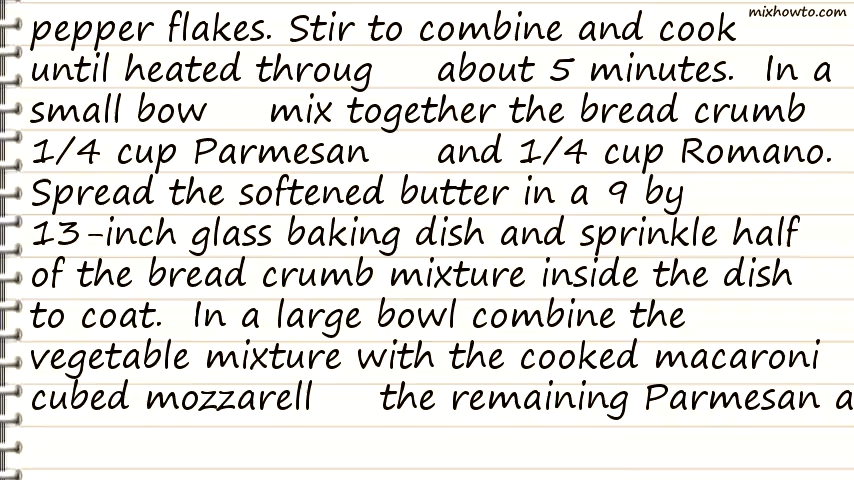 mixhowto.com
pepper flakes. Stir to combine and cook
until heated throug about 5 minutes. In a
small bow mix together the bread crumb
1/4 cup Parmesan and 1/4 cup Romano.
Spread the softened butter in a 9 by
13-inch glass baking dish and sprinkle half
of the bread crumb mixture inside the dish
to coat. In a large bowl combine the
vegetable mixture with the cooked macaroni
cubed mozzarell the remaining Parmesan a